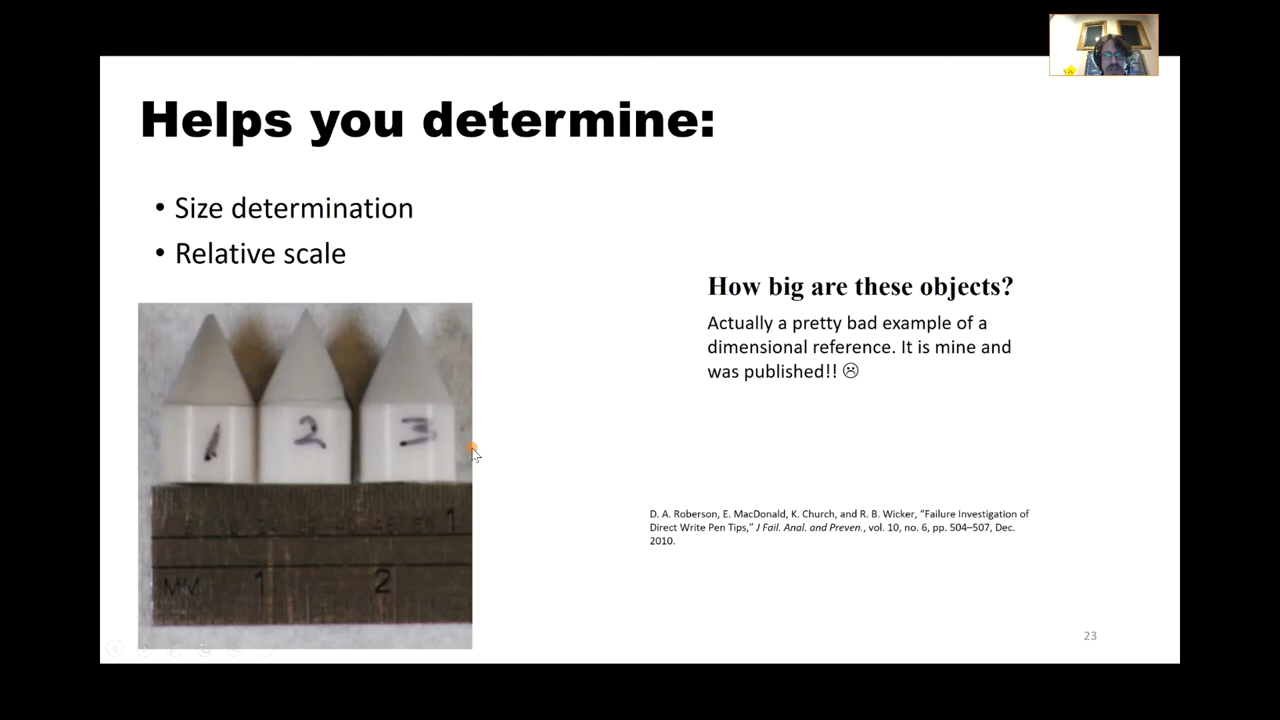 Helps you determine:
• Size determination
• Relative scale
How big are these objects?
Actually a pretty bad example of a
dimensional reference. It is mine and
was published!! ☹
1 2 3
1
MM 1 2
D. A. Roberson, E. MacDonald, K. Church, and R. B. Wicker, “Failure Investigation of
Direct Write Pen Tips,” J Fail. Anal. and Preven., vol. 10, no. 6, pp. 504–507, Dec.
2010.
23